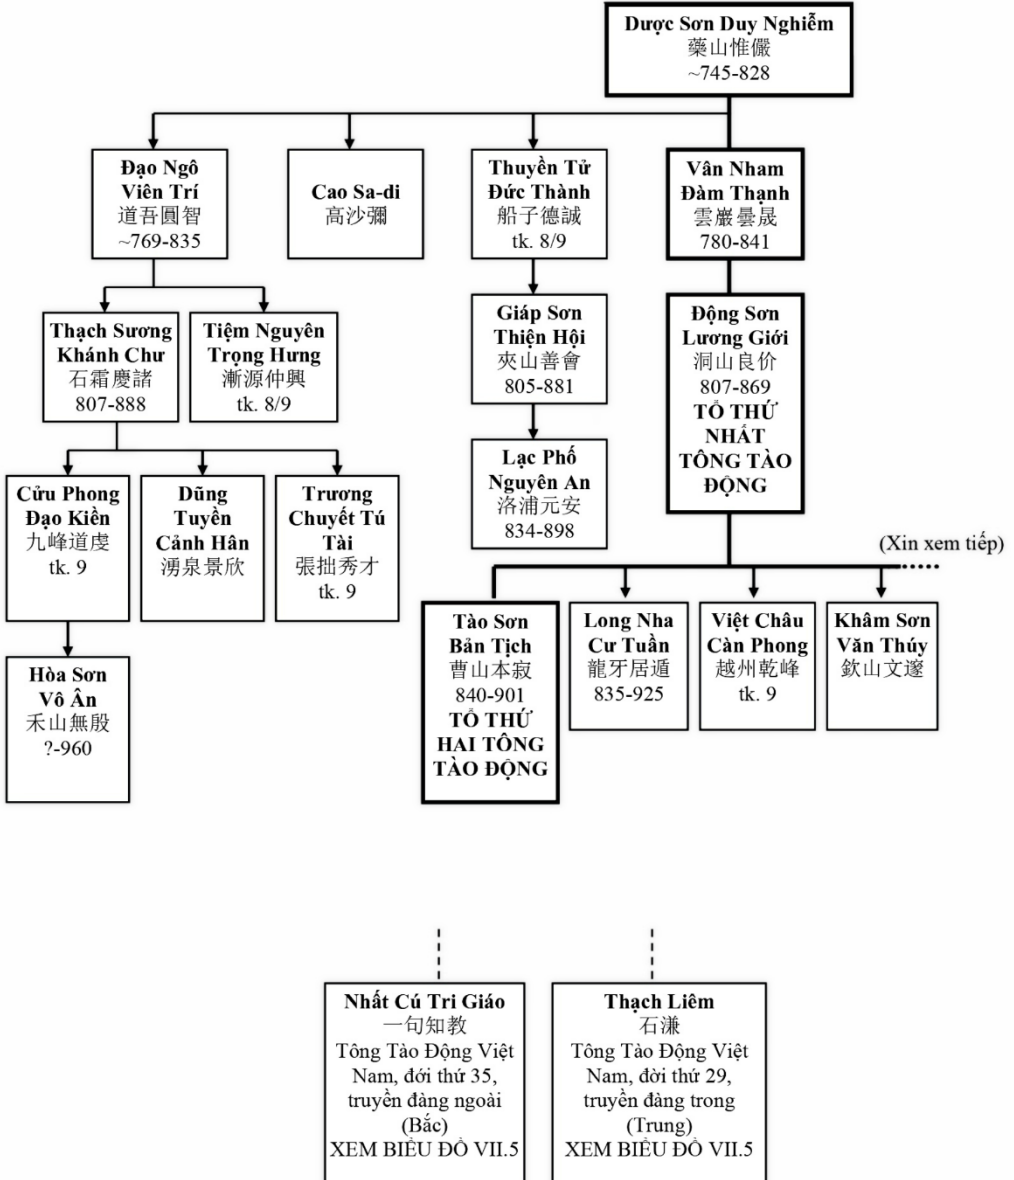 Dược Sơn Duy Nghiễm
藥山惟儼
~745-828
Đạo Ngô
Viên Trí
道吾圓智
~769-835
Cao Sa-di
高沙彌
Thuyền Tử
Đức Thành
船子德誠
tk. 8/9
Vân Nham
Đàm Thạnh
雲巖曇晟
780-841
Thạch Sương
Khánh Chư
石霜慶諸
807-888
Tiệm Nguyên
Trọng Hưng
漸源仲興
tk. 8/9
Giáp Sơn
Thiện Hội
夾山善會
805-881
Động Sơn
Lương Giới
洞山良价
807-869
TỔ THỨ
NHẤT
TÔNG TÀO
ĐỘNG
Cửu Phong
Đạo Kiền
九峰道虔
tk. 9
Dũng
Tuyền
Cảnh Hân
湧泉景欣
Trương
Chuyết Tú
Tài
張拙秀才
tk. 9
Lạc Phố
Nguyên An
洛浦元安
834-898
(Xin xem tiếp)
Hòa Sơn
Vô Ân
禾山無殷
?-960
Tào Sơn
Bản Tịch
曹山本寂
840-901
TỔ THỨ
HAI TÔNG
TÀO ĐỘNG
Long Nha
Cư Tuần
龍牙居遁
835-925
Việt Châu
Càn Phong
越州乾峰
tk. 9
Khâm Sơn
Văn Thúy
欽山文邃
Nhất Cú Tri Giáo
一句知教
Tông Tào Động Việt
Nam, đới thứ 35,
truyền đàng ngoài
(Bắc)
XEM BIỂU ĐỒ VII.5
Thạch Liêm
石溓
Tông Tào Động Việt
Nam, đời thứ 29,
truyền đàng trong
(Trung)
XEM BIỂU ĐỒ VII.5